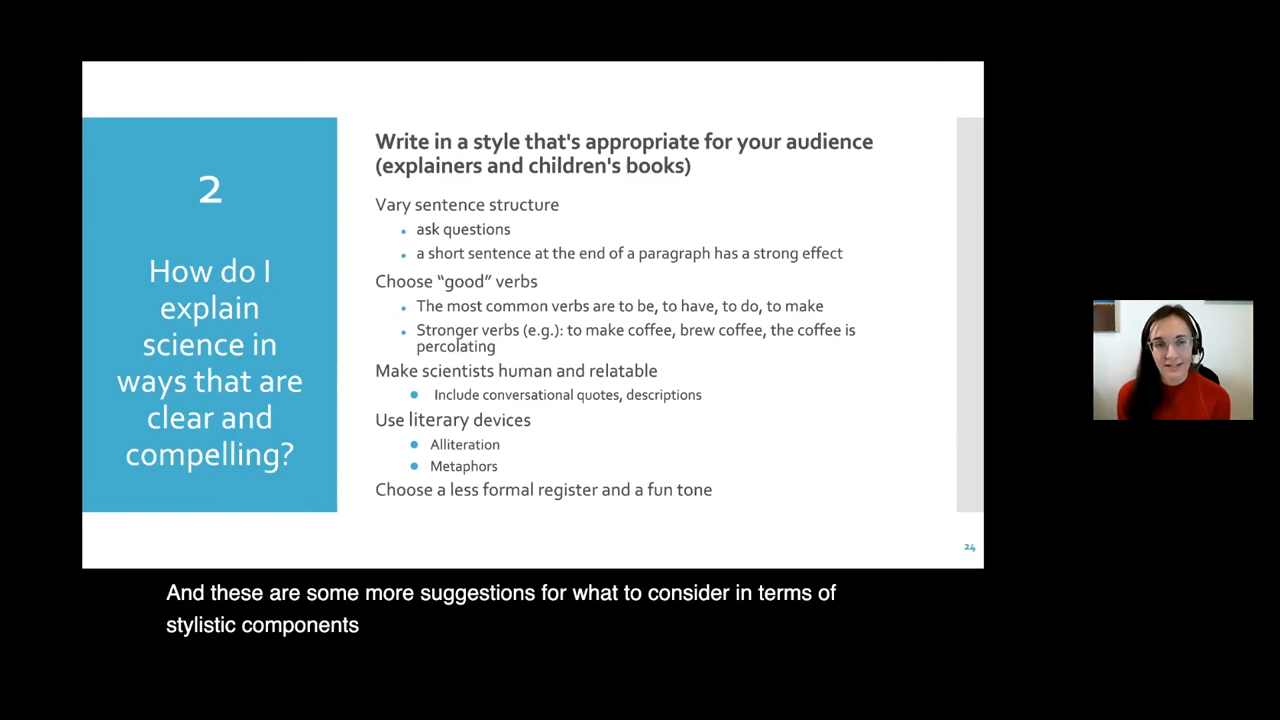 2
How do I
explain
science in
ways that are
clear and
compelling?
Write in a style that's appropriate for your audience
(explainers and children's books)
Vary sentence structure
• ask questions
• a short sentence at the end of a paragraph has a strong effect
Choose “good” verbs
• The most common verbs are to be, to have, to do, to make
• Stronger verbs (e.g.): to make coffee, brew coffee, the coffee is
percolating
Make scientists human and relatable
• Include conversational quotes, descriptions
Use literary devices
• Alliteration
• Metaphors
Choose a less formal register and a fun tone
24
And these are some more suggestions for what to consider in terms of
stylistic components